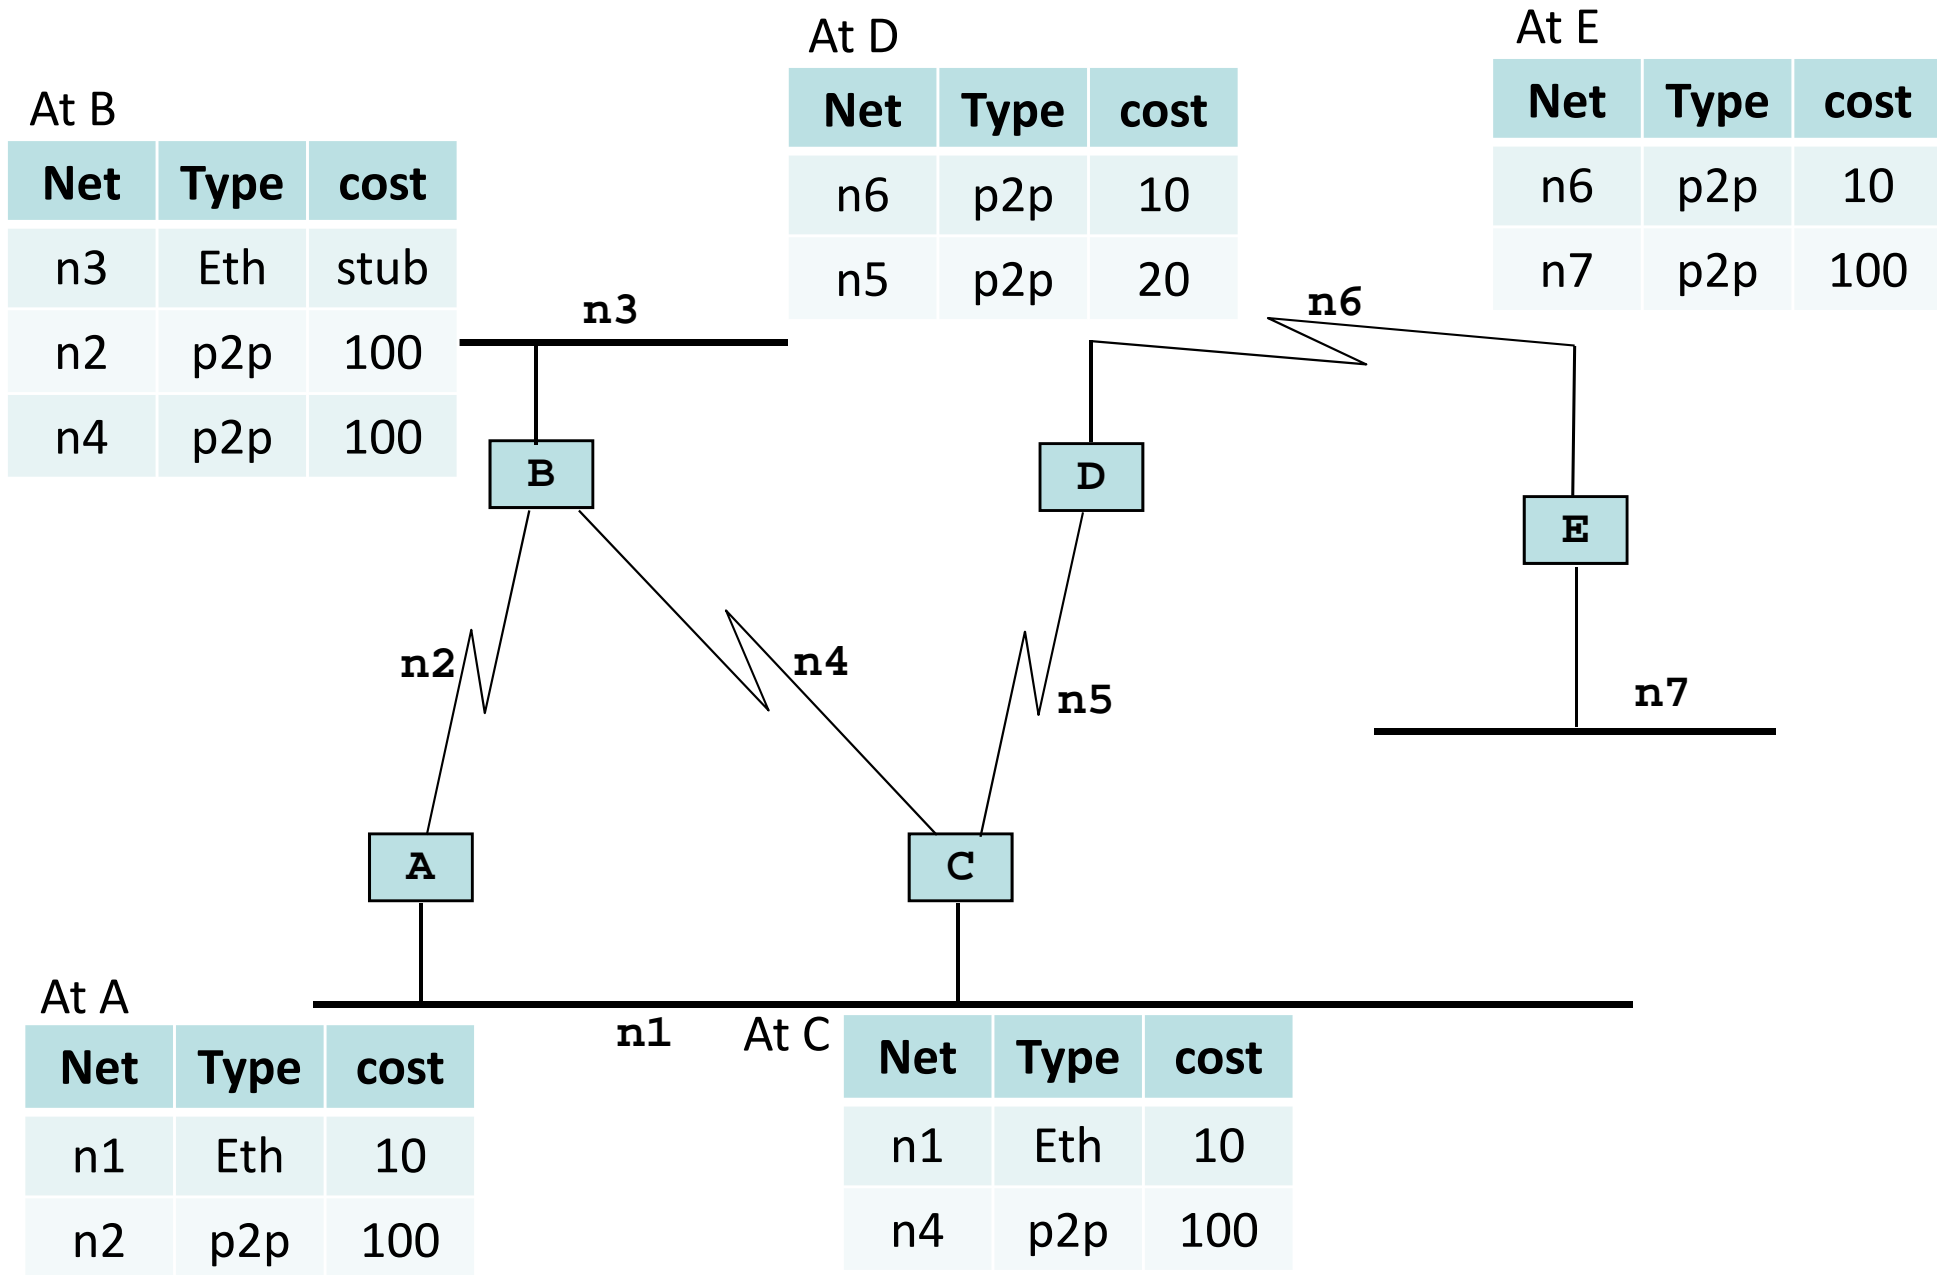 At B
Net Type cost
n3 Eth stub
n2 p2p 100
n4 p2p 100
At D
Net Type cost
n6 p2p 10
n5 p2p 20
At E
Net Type cost
n6 p2p 10
n7 p2p 100
n3
n6
B
D
E
n2
n4
n5
n7
A
C
n1
At A
Net Type cost
n1 Eth 10
n2 p2p 100
At C
Net Type cost
n1 Eth 10
n4 p2p 100